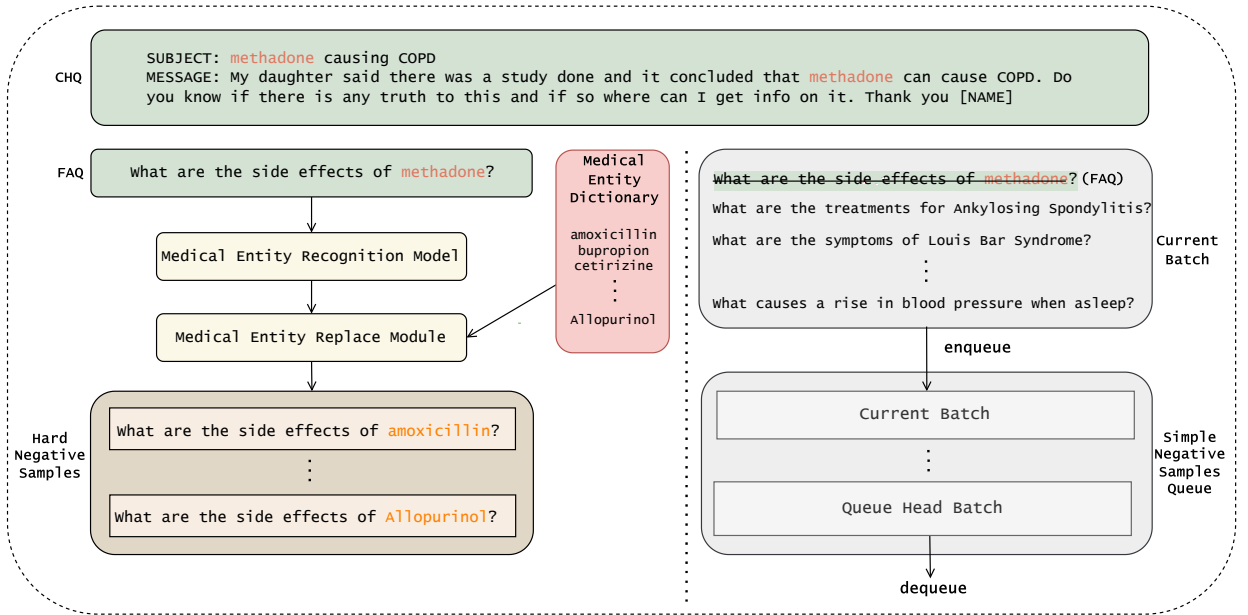 CHQ
SUBJECT: methadone causing COPD
MESSAGE: My daughter said there was a study done and it concluded that methadone can cause COPD. Do
you know if there is any truth to this and if so where can I get info on it. Thank you [NAME]
FAQ
What are the side effects of methadone?
Medical Entity Recognition Model
Medical Entity Replace Module
Medical
Entity
Dictionary
amoxicillin
bupropion
cetirizine
Allopurinol
Hard
Negative
Samples
What are the side effects of amoxicillin?
What are the side effects of Allopurinol?
What are the side effects of methadone? (FAQ)
What are the treatments for Ankylosing Spondylitis?
What are the symptoms of Louis Bar Syndrome?
What causes a rise in blood pressure when asleep?
Current
Batch
enqueue
Current Batch
Queue Head Batch
Simple
Negative
Samples
Queue
dequeue